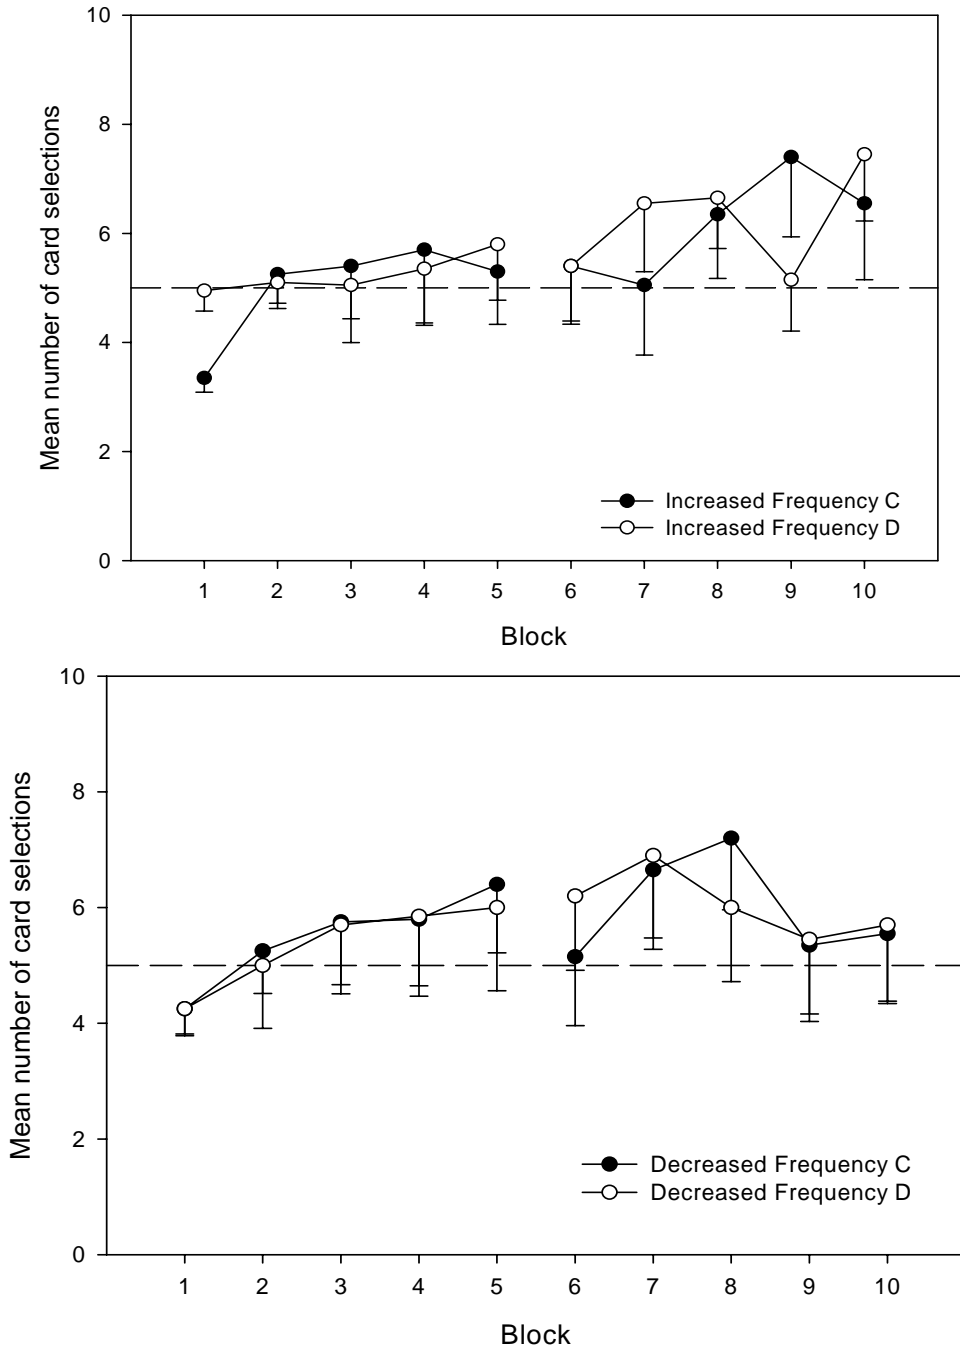 10
8
6
4
2
0
Mean number of card selections
Increased Frequency C
Increased Frequency D
1 2 3 4 5 6 7 8 9 10
Block
10
8
6
4
2
0
Mean number of card selections
Decreased Frequency C
Decreased Frequency D
1 2 3 4 5 6 7 8 9 10
Block